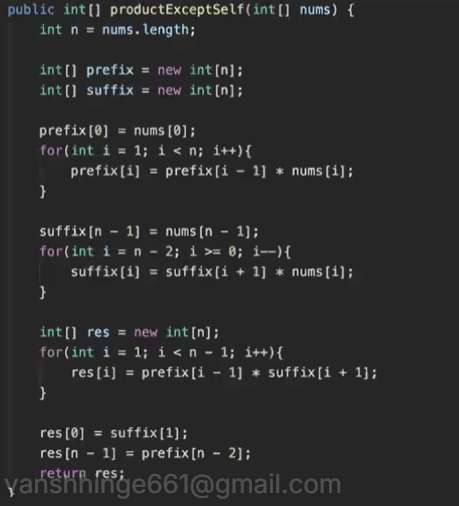 public int[] productExceptSelf(int[] nums) {
    int n = nums.length;

    int[] prefix = new int[n];
    int[] suffix = new int[n];

    prefix[0] = nums[0];
    for(int i = 1; i < n; i++){
        prefix[i] = prefix[i - 1] * nums[i];
    }

    suffix[n - 1] = nums[n - 1];
    for(int i = n - 2; i >= 0; i--){
        suffix[i] = suffix[i + 1] * nums[i];
    }

    int[] res = new int[n];
    for(int i = 1; i < n - 1; i++){
        res[i] = prefix[i - 1] * suffix[i + 1];
    }

    res[0] = suffix[1];
    res[n - 1] = prefix[n - 2];
    return res;
vanshhinge661@gmail.com
}